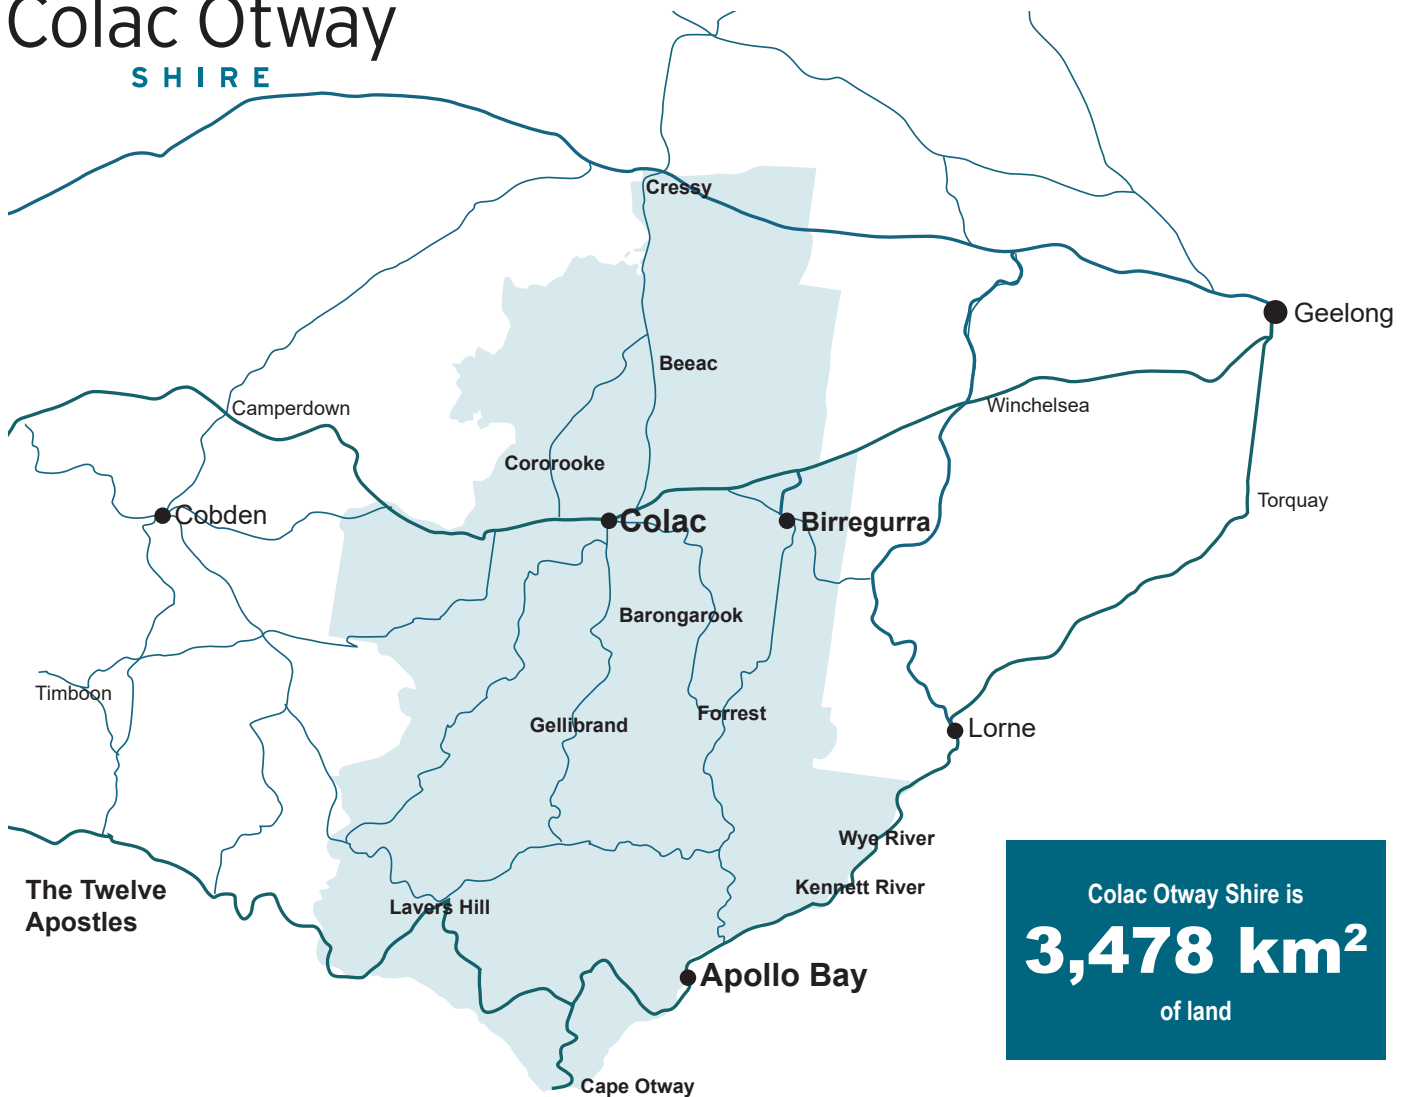 Colac Otway
SHIRE
Cressy
Geelong
Beeac
Camperdown
Winchelsea
Cororooke
Torquay
Cobden
Colac
Birregurra
Barongarook
Timboon
Gellibrand
Forrest
Lorne
Wye River
Kennett River
The Twelve
Apostles
Lavers Hill
Apollo Bay
Cape Otway
Colac Otway Shire is
3,478 km²
of land